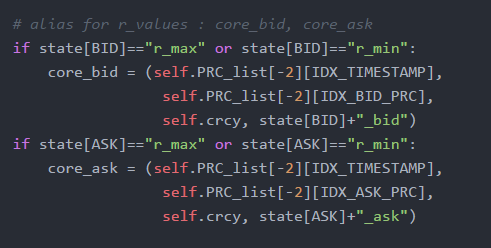 # alias for r_values : core_bid, core_ask
if state[BID]=="r_max" or state[BID]=="r_min":
    core_bid = (self.PRC_list[-2][IDX_TIMESTAMP],
                self.PRC_list[-2][IDX_BID_PRC],
                self.crcy, state[BID]+"_bid")
if state[ASK]=="r_max" or state[ASK]=="r_min":
    core_ask = (self.PRC_list[-2][IDX_TIMESTAMP],
                self.PRC_list[-2][IDX_ASK_PRC],
                self.crcy, state[ASK]+"_ask")